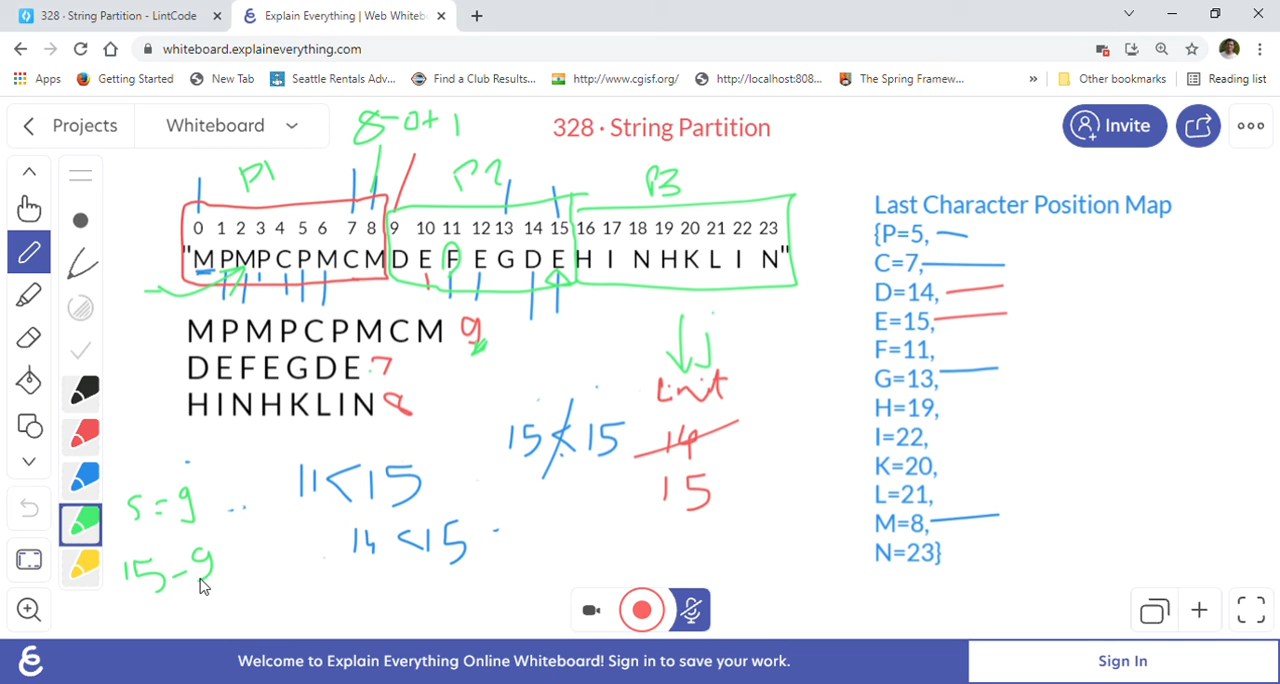 328 · String Partition - LintCode
Explain Everything | Web Whiteb
whiteboard.explaineverything.com
Apps Getting Started New Tab Seattle Rentals Adv... Find a Club Results... http://www.cgisf.org/ http://localhost:808... The Spring Framew... » Other bookmarks Reading list
Projects Whiteboard
8-0+1
328 · String Partition
Invite
P1 P2 P3
0 1 2 3 4 5 6 7 8 9 10 11 12 13 14 15 16 17 18 19 20 21 22 23
"MPMPCPMCMDEFEGDEHINHKLIN"
MPMPCPMCM 9
DEFEGDE 7
HINHKLIN 8
j
limit
14
15
15 < 15
11 < 15
14 < 15
s = 9
15 - 9
Last Character Position Map
{P=5,
C=7,
D=14,
E=15,
F=11,
G=13,
H=19,
I=22,
K=20,
L=21,
M=8,
N=23}
Welcome to Explain Everything Online Whiteboard! Sign in to save your work.
Sign In